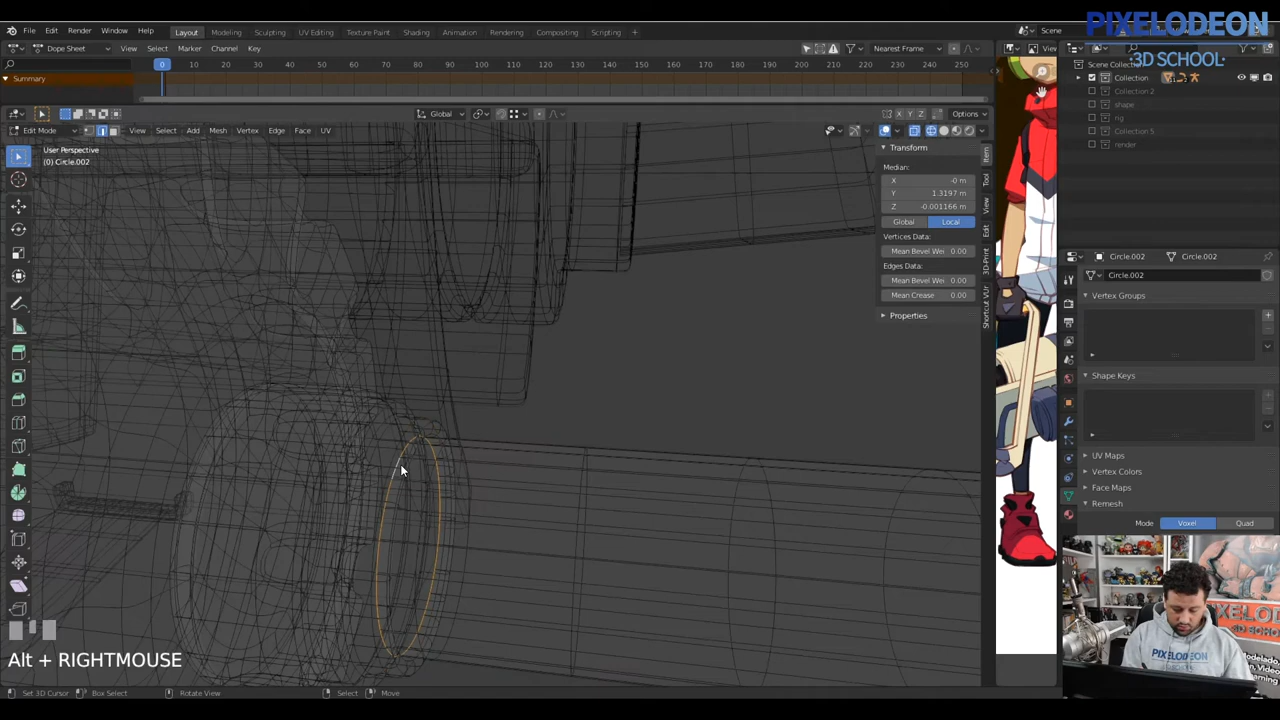 File Edit Render Window Help Layout Modeling Sculpting UV Editing Texture Paint Shading Animation Rendering Compositing Scripting + Scene
PIXELODEON
3D SCHOOL
Dope Sheet View Select Marker Channel Key Nearest Frame View
0 10 20 30 40 50 60 70 80 90 100 110 120 130 140 150 160 170 180 190 200 210 220 230 240 250
Summary
Scene Collection
Collection
Collection 2
shape
rig
Collection 5
render
Global X Y Z Options
Edit Mode View Select Add Mesh Vertex Edge Face UV
User Perspective
(0) Circle.002
Transform
Median:
X -0 m
Y 1.3197 m
Z -0.001166 m
Global Local
Vertices Data:
Mean Bevel Wei 0.00
Edges Data:
Mean Bevel Wei 0.00
Mean Crease 0.00
Properties
Item
Tool
View
Edit
3D-Print
Circle.002 Circle.002
Circle.002
Vertex Groups
Shape Keys
UV Maps
Vertex Colors
Face Maps
Remesh
Mode Voxel Quad
Alt + RIGHTMOUSE
Set 3D Cursor Box Select Rotate View Select Move
PIXELODEON